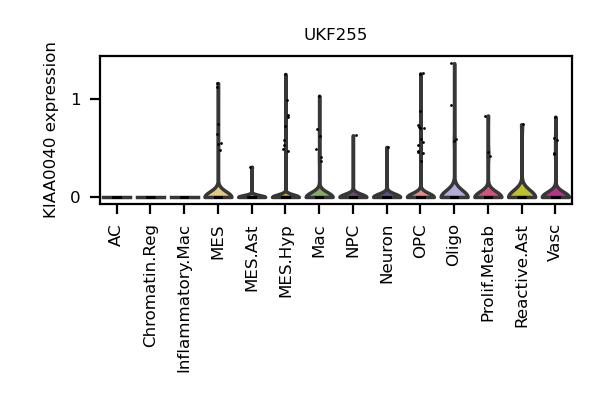 UKF255
KIAA0040 expression
1
0
AC
Chromatin.Reg
Inflammatory.Mac
MES
MES.Ast
MES.Hyp
Mac
NPC
Neuron
OPC
Oligo
Prolif.Metab
Reactive.Ast
Vasc